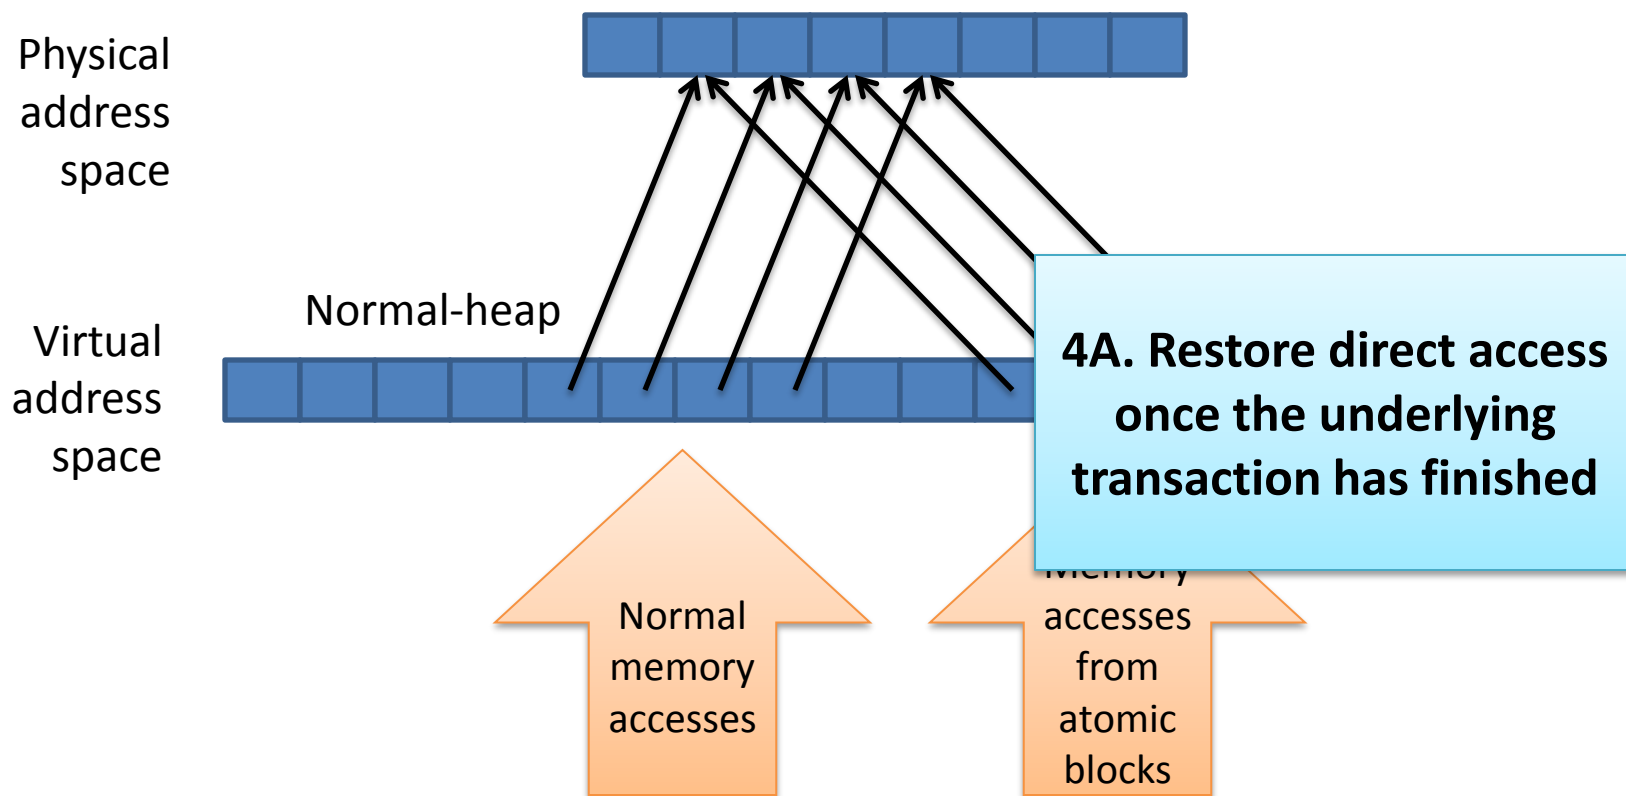 Physical
address
space
Normal-heap
Virtual
address
space
4A. Restore direct access
once the underlying
transaction has finished
Normal
memory
accesses
Memory
accesses
from
atomic
blocks